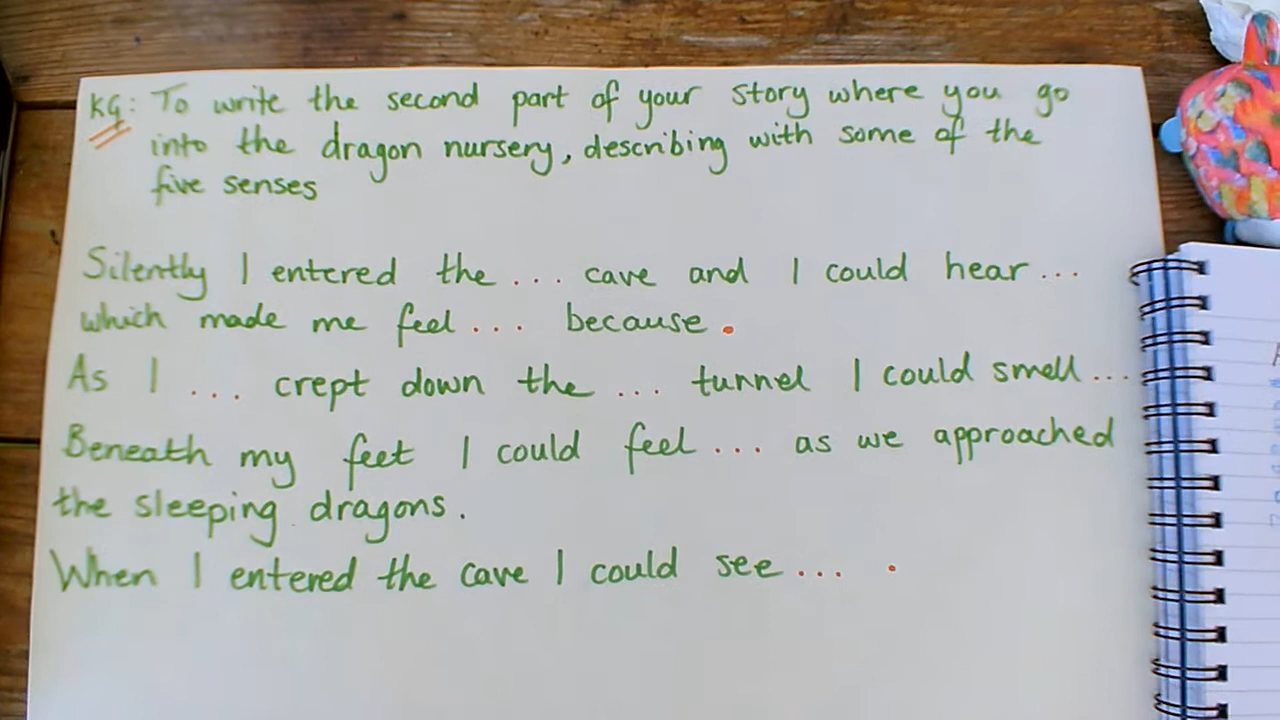 KG: To write the second part of your story where you go
into the dragon nursery, describing with some of the
five senses
Silently I entered the ... cave and I could hear ...
which made me feel ... because.
As I ... crept down the ... tunnel I could smell ...
Beneath my feet I could feel ... as we approached
the sleeping dragons.
When I entered the cave I could see ... .